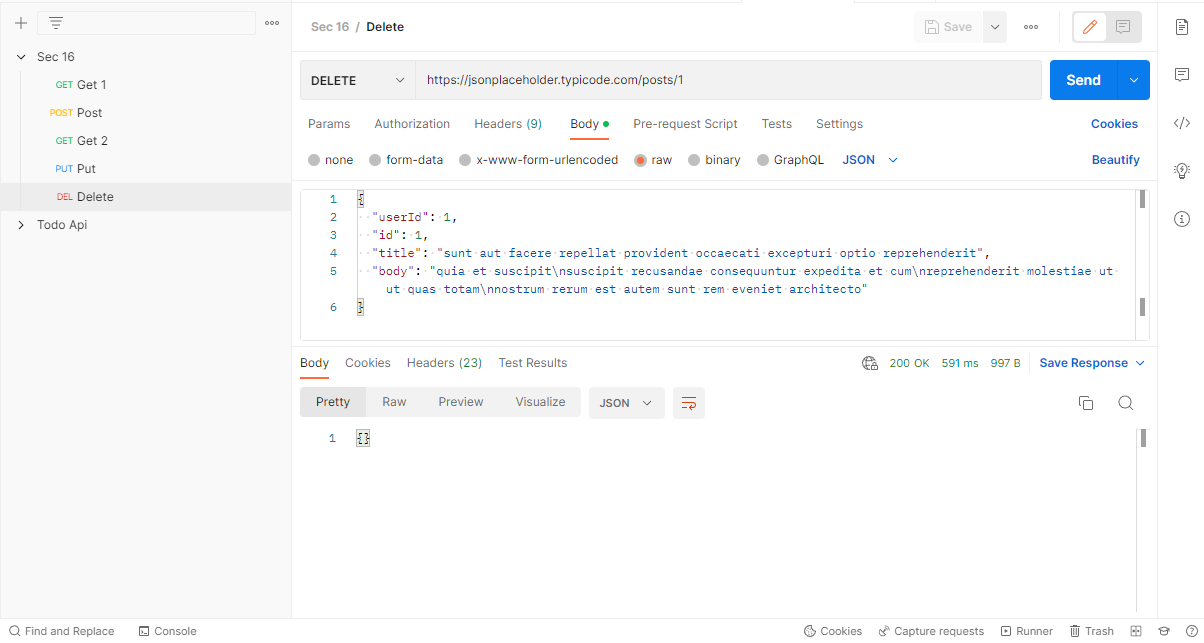 Sec 16 / Delete
Save
Sec 16
GET Get 1
POST Post
GET Get 2
PUT Put
DEL Delete
Todo Api
DELETE
https://jsonplaceholder.typicode.com/posts/1
Send
Params Authorization Headers (9) Body Pre-request Script Tests Settings Cookies
none form-data x-www-form-urlencoded raw binary GraphQL JSON Beautify
1 {
2 "userId": 1,
3 "id": 1,
4 "title": "sunt aut facere repellat provident occaecati excepturi optio reprehenderit",
5 "body": "quia et suscipit\nsuscipit recusandae consequuntur expedita et cum\nreprehenderit molestiae ut
ut quas totam\nnostrum rerum est autem sunt rem eveniet architecto"
6 }
Body Cookies Headers (23) Test Results 200 OK 591 ms 997 B Save Response
Pretty Raw Preview Visualize JSON
1 {}
Find and Replace Console Cookies Capture requests Runner Trash